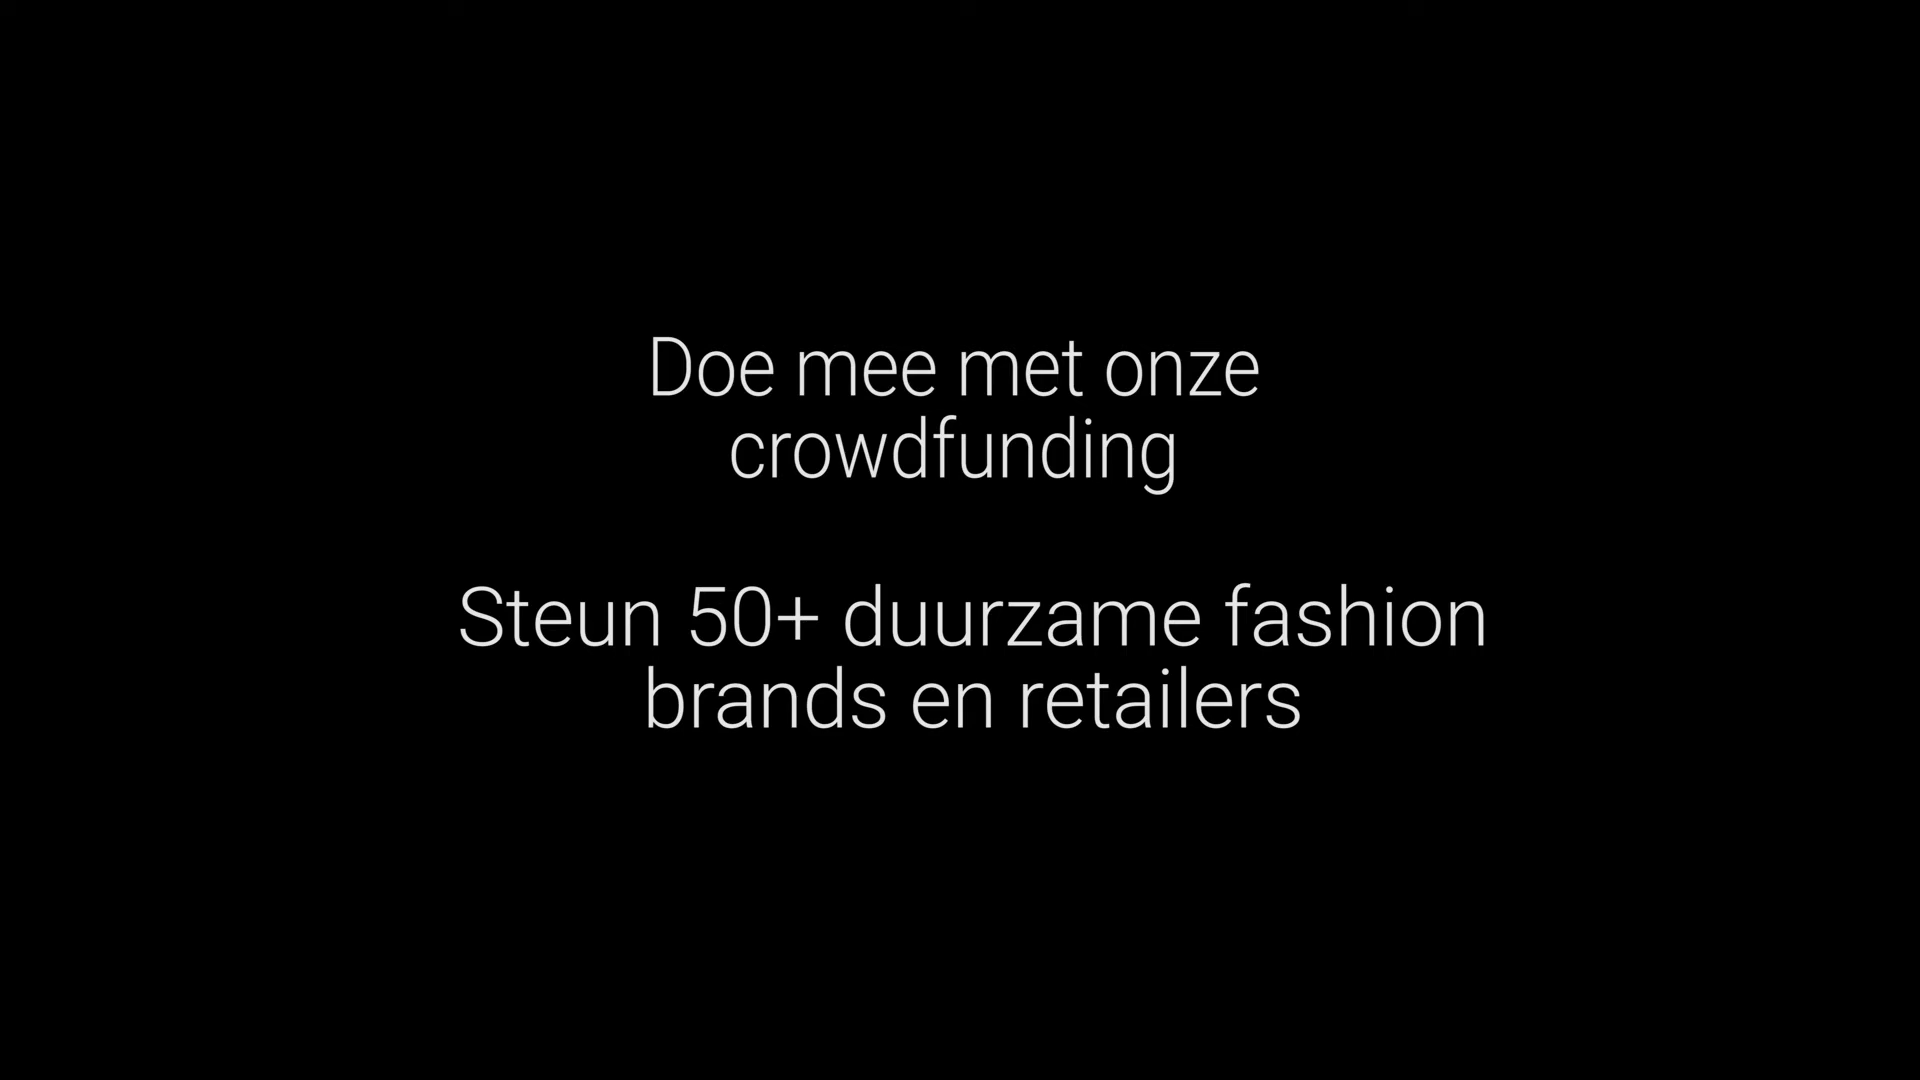 Doe mee met onze
crowdfunding
Steun 50+ duurzame fashion
brands en retailers